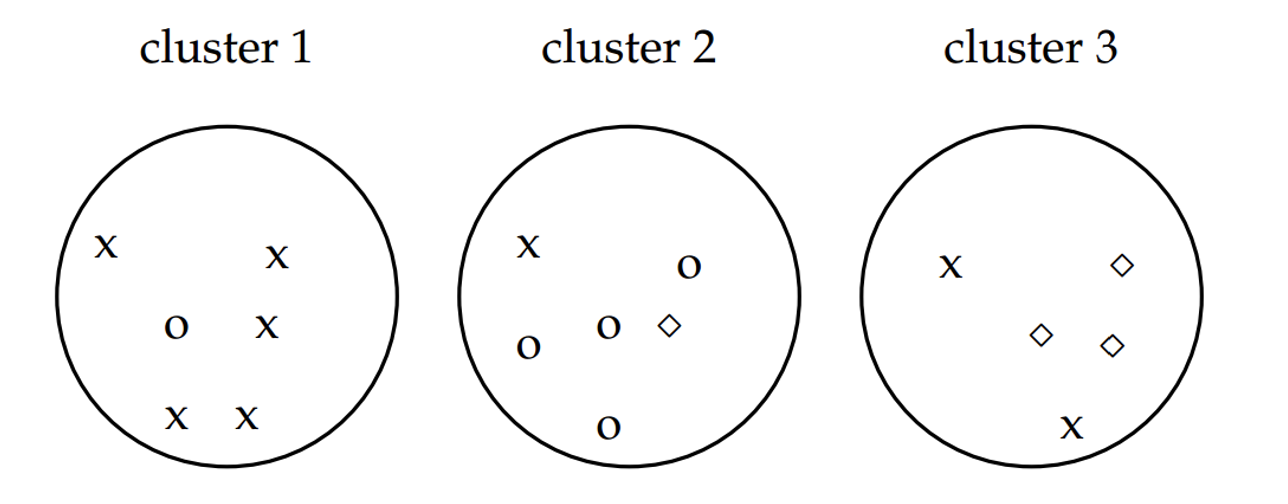 cluster 1 cluster 2 cluster 3
x x x o
x o x ◇
o x o o ◇ ◇ ◇
x x o x